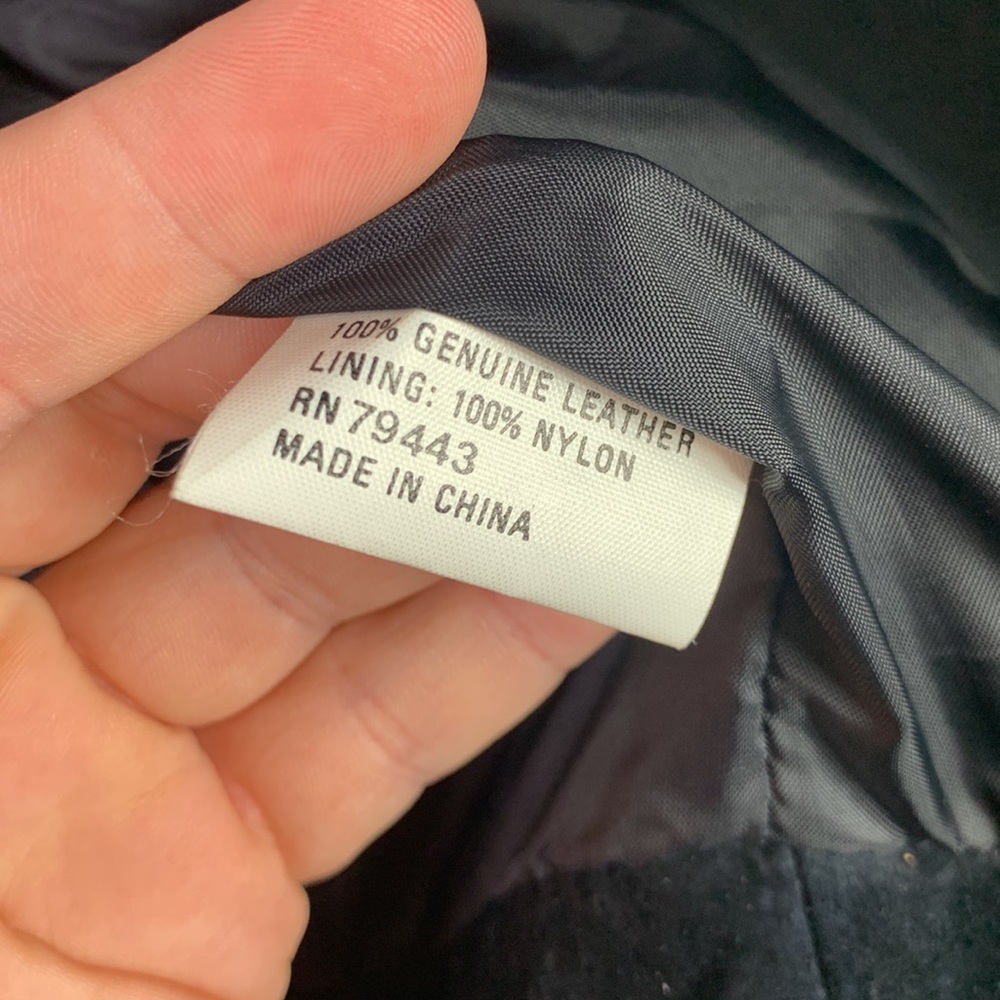 100% GENUINE LEATHER
LINING: 100% NYLON
RN 79443
MADE IN CHINA